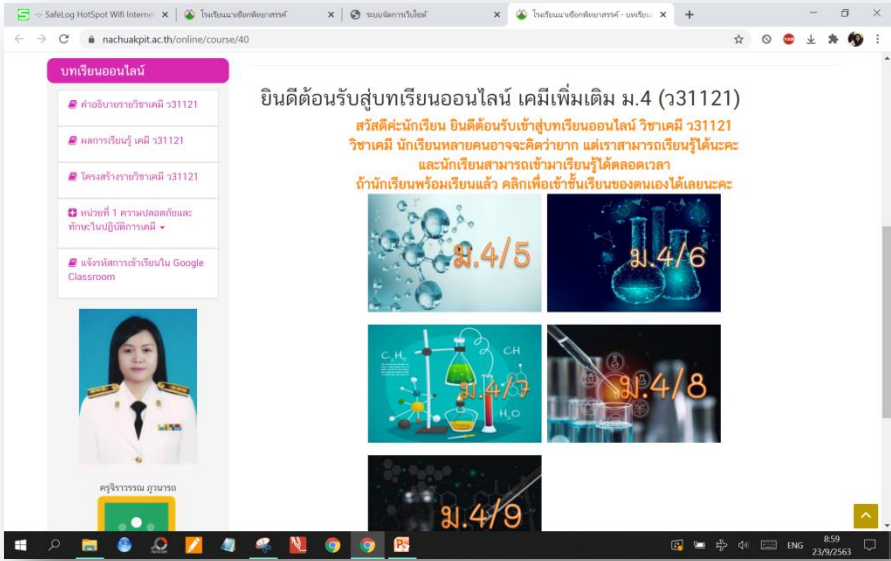 -:- SafeLog HotSpot Wifi Interne
โรงเรียนนาเชือกพิทยาสรรค์
ระบบจัดการเว็บไซต์
โรงเรียนนาเชือกพิทยาสรรค์ - บทเรียน
nachuakpit.ac.th/online/course/40
บทเรียนออนไลน์
คำอธิบายรายวิชาเคมี ว31121
ผลการเรียนรู้ เคมี ว31121
โครงสร้างรายวิชาเคมี ว31121
หน่วยที่ 1 ความปลอดภัยและ
ทักษะในปฏิบัติการเคมี
แจ้งรหัสการเข้าเรียนใน Google
Classroom
ครูจิราวรรณ ภูวนารถ
ยินดีต้อนรับสู่บทเรียนออนไลน์ เคมีเพิ่มเติม ม.4 (ว31121)
สวัสดีค่ะนักเรียน ยินดีต้อนรับเข้าสู่บทเรียนออนไลน์ วิชาเคมี ว31121
วิชาเคมี นักเรียนหลายคนอาจจะคิดว่ายาก แต่เราสามารถเรียนรู้ได้นะคะ
และนักเรียนสามารถเข้ามาเรียนรู้ได้ตลอดเวลา
ถ้านักเรียนพร้อมเรียนแล้ว คลิกเพื่อเข้าชั้นเรียนของตนเองได้เลยนะคะ
ม.4/5
ม.4/6
CH
H₂O
ม.4/7
ม.4/8
ม.4/9
ENG
8:59
23/9/2563